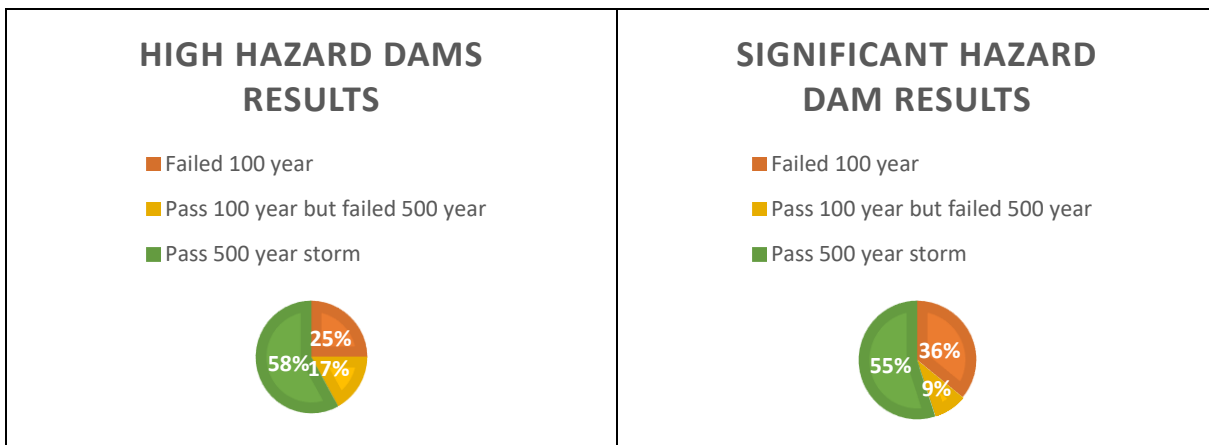 HIGH HAZARD DAMS
RESULTS
Failed 100 year
Pass 100 year but failed 500 year
Pass 500 year storm
25%
58%
17%
SIGNIFICANT HAZARD
DAM RESULTS
Failed 100 year
Pass 100 year but failed 500 year
Pass 500 year storm
36%
55%
9%